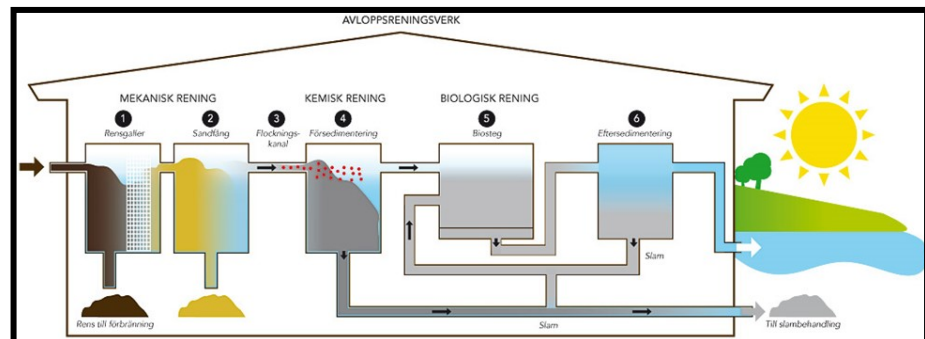 AVLOPPSRENINGSVERK
MEKANISK RENING
KEMISK RENING
BIOLOGISK RENING
1
2
3
4
5
6
Rensgaller
Sandfång
Flocknings-
kanal
Försedimentering
Biosteg
Eftersedimentering
Slam
Rens till förbränning
Slam
Till slambehandling